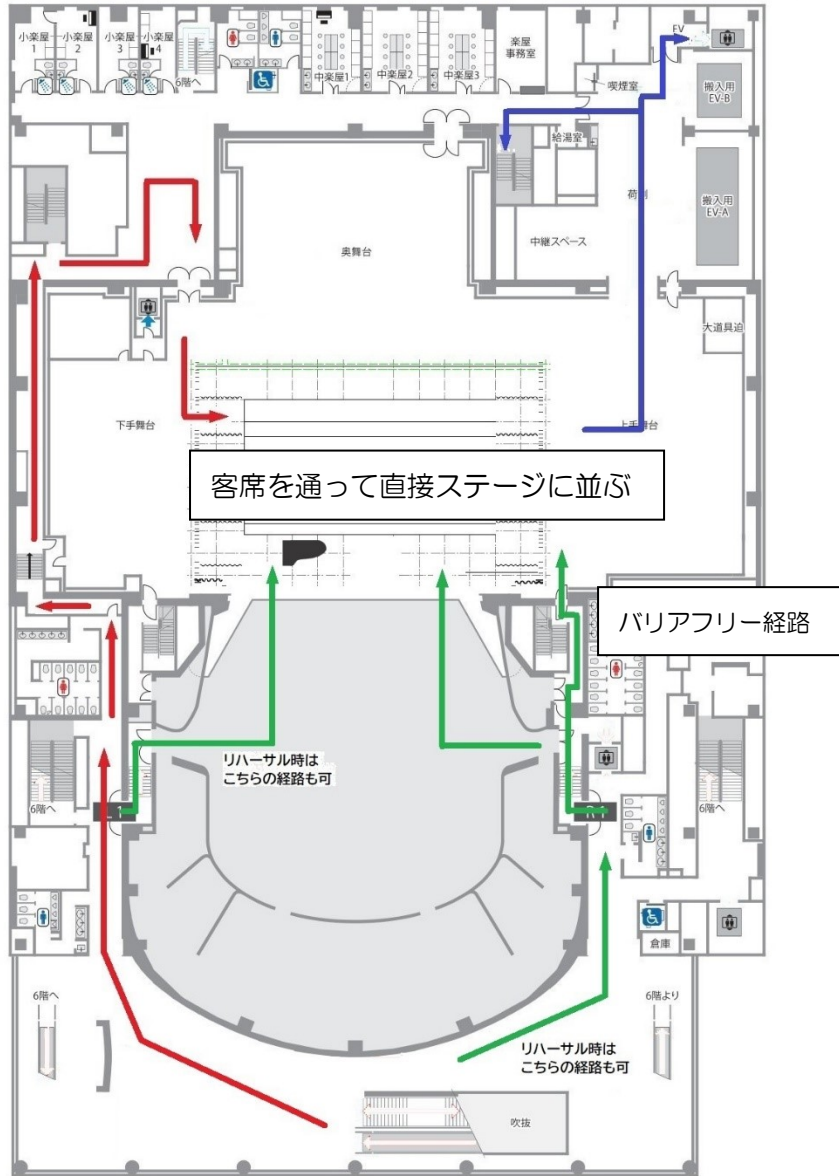 小楽屋
1
小楽屋
2
小楽屋
3
小楽屋
4
6階へ
中楽屋1
中楽屋2
中楽屋3
楽屋
事務室
EV
喫煙室
搬入用
EV-B
給湯室
荷捌
搬入用
EV-A
中継スペース
奥舞台
大道具迫
下手舞台
上手舞台
客席を通って直接ステージに並ぶ
バリアフリー経路
リハーサル時は
こちらの経路も可
6階へ
L1
R1
6階へ
倉庫
6階へ
6階より
リハーサル時は
こちらの経路も可
吹抜